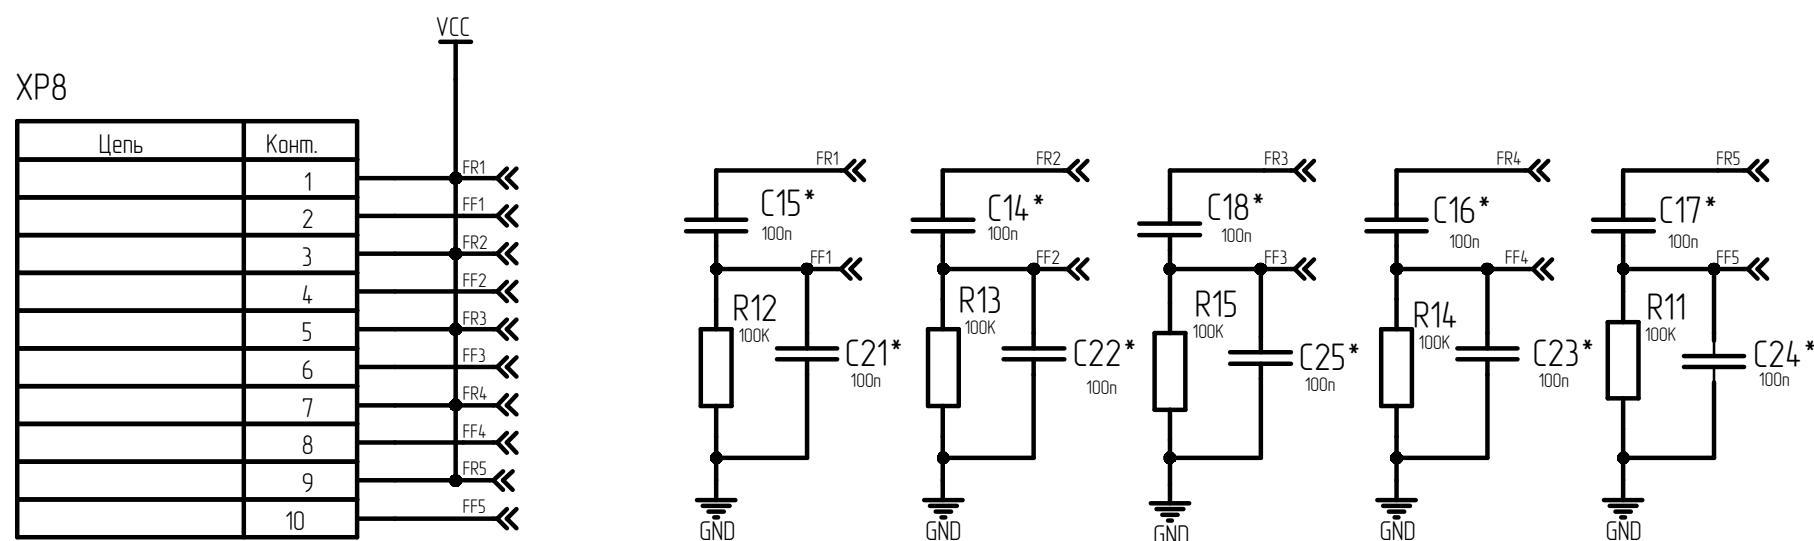 VCC
XP8
Цепь Конт.
1 FR1
2 FF1
3 FR2
4 FF2
5 FR3
6 FF3
7 FR4
8 FF4
9 FR5
10 FF5
FR1
C15*
100n
FF1
R12
100K
C21*
100n
GND
FR2
C14*
100n
FF2
R13
100K
C22*
100n
GND
FR3
C18*
100n
FF3
R15
100K
C25*
100n
GND
FR4
C16*
100n
FF4
R14
100K
C23*
100n
GND
FR5
C17*
100n
FF5
R11
100K
C24*
100n
GND